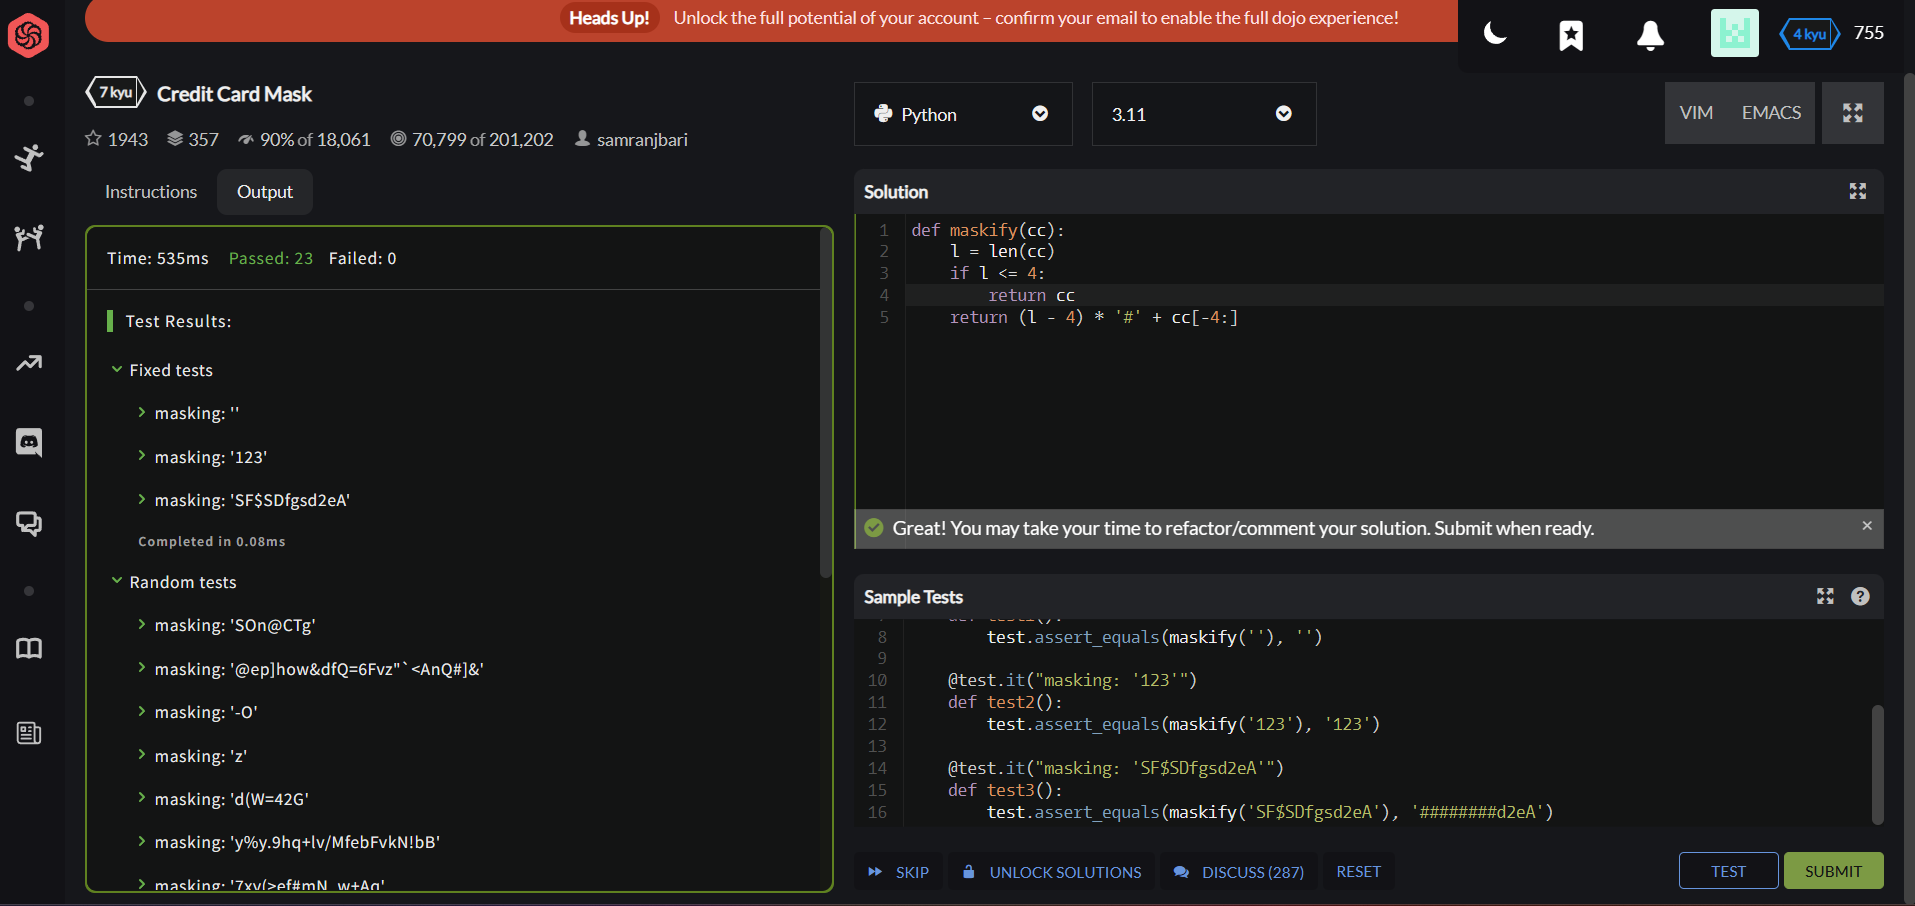 Heads Up! Unlock the full potential of your account – confirm your email to enable the full dojo experience!
4 kyu 755
7 kyu Credit Card Mask
1943 357 90% of 18,061 70,799 of 201,202 samranjbari
Instructions Output
Time: 535ms Passed: 23 Failed: 0
Test Results:
Fixed tests
masking: ''
masking: '123'
masking: 'SF$SDfgsd2eA'
Completed in 0.08ms
Random tests
masking: 'SOn@CTg'
masking: '@ep]how&dfQ=6Fvz"`<AnQ#]&'
masking: '-O'
masking: 'z'
masking: 'd(W=42G'
masking: 'y%y.9hq+lv/MfebFvkN!bB'
masking:
Python 3.11 VIM EMACS
Solution
1 def maskify(cc):
2 l = len(cc)
3 if l <= 4:
4 return cc
5 return (l - 4) * '#' + cc[-4:]
Great! You may take your time to refactor/comment your solution. Submit when ready. ×
Sample Tests ?
8 test.assert_equals(maskify(''), '')
9
10 @test.it("masking: '123'")
11 def test2():
12 test.assert_equals(maskify('123'), '123')
13
14 @test.it("masking: 'SF$SDfgsd2eA'")
15 def test3():
16 test.assert_equals(maskify('SF$SDfgsd2eA'), '########d2eA')
SKIP UNLOCK SOLUTIONS DISCUSS (287) RESET TEST SUBMIT